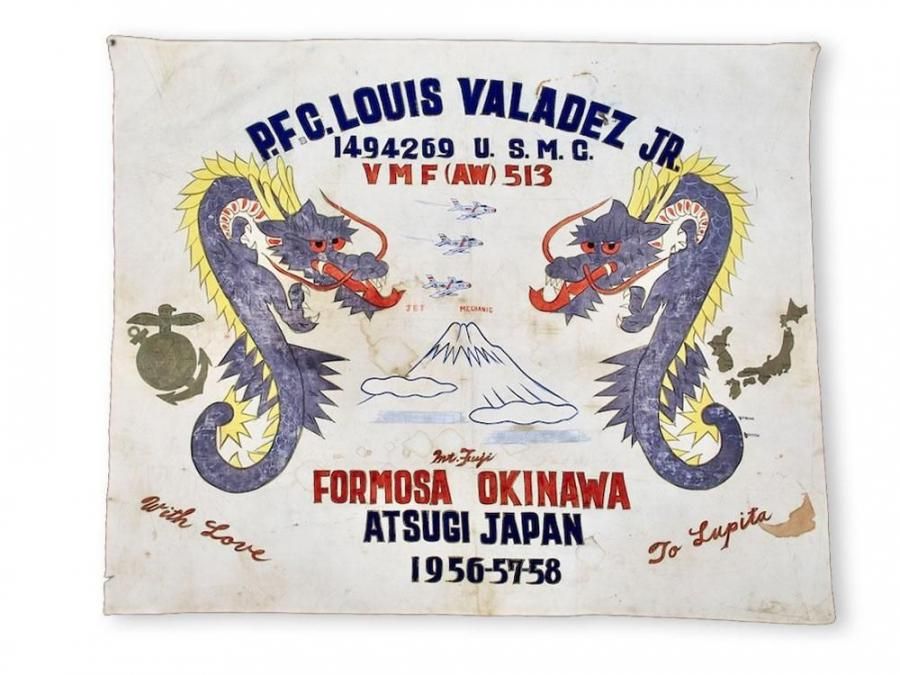 P.F.C. LOUIS VALADEZ JR.
1494269 U. S. M. C.
V M F (AW) 513
JET MECHANIC
Mt. Fuji
FORMOSA OKINAWA
ATSUGI JAPAN
1956-57-58
With Love
To Lupita